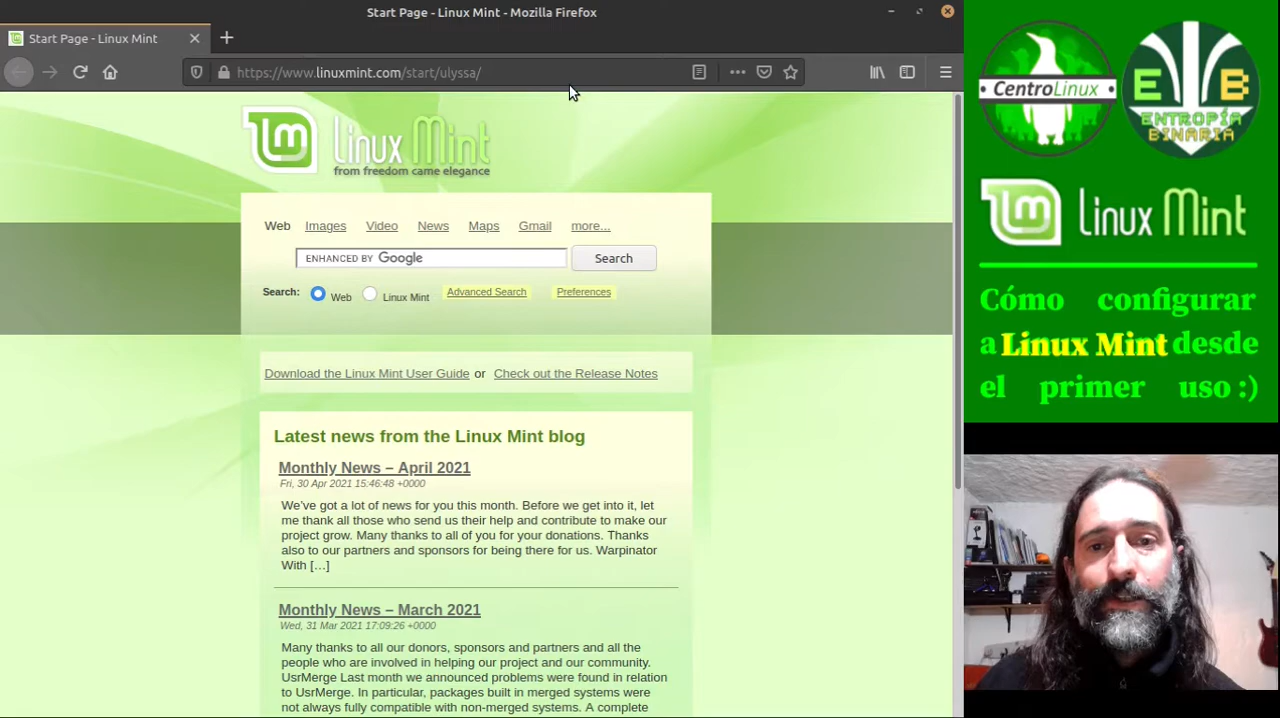 Start Page - Linux Mint - Mozilla Firefox
Start Page - Linux Mint
https://www.linuxmint.com/start/ulyssa/
lm Linux Mint
from freedom came elegance
Web Images Video News Maps Gmail more...
ENHANCED BY Google Search
Search: Web Linux Mint Advanced Search Preferences
Download the Linux Mint User Guide or Check out the Release Notes
Latest news from the Linux Mint blog
Monthly News – April 2021
Fri, 30 Apr 2021 15:46:48 +0000
We've got a lot of news for you this month. Before we get into it, let
me thank all those who send us their help and contribute to make our
project grow. Many thanks to all of you for your donations. Thanks
also to our partners and sponsors for being there for us. Warpinator
With […]
Monthly News – March 2021
Wed, 31 Mar 2021 17:09:26 +0000
Many thanks to all our donors, sponsors and partners and all the
people who are involved in helping our project and our community.
UsrMerge Last month we announced problems were found in relation
to UsrMerge. In particular, packages built in merged systems were
not always fully compatible with non-merged systems. A complete
CentroLinux
E B
ENTROPÍA
BINARIA
lm Linux Mint
Cómo configurar
a Linux Mint desde
el primer uso :)